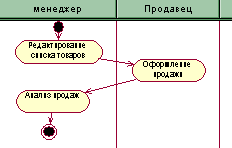 менеджер
Продавец
Редактирование
списка товаров
Оформление
продажи
Анализ продаж